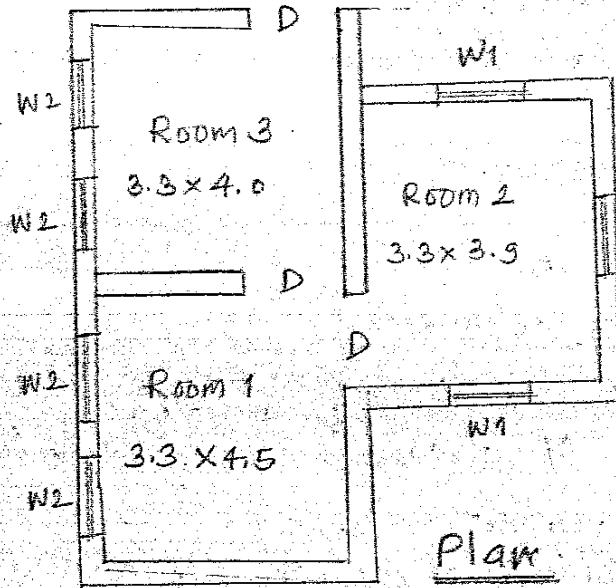 D
W1
W2
Room 3
3.3 × 4.0
W2
Room 2
3.3 × 3.9
D
D
W2
Room 1
3.3 × 4.5
W1
W2
Plan